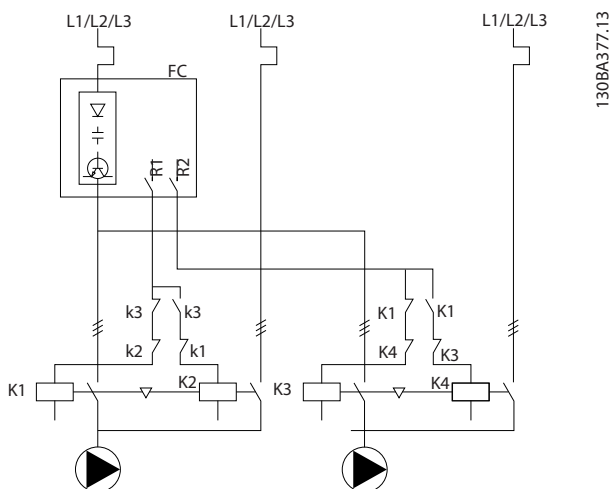 L1/L2/L3 L1/L2/L3 L1/L2/L3
130BA377.13
FC
R1 R2
k3 k3 K1 K1
k2 k1 K4 K3
K1 K2 K3 K4